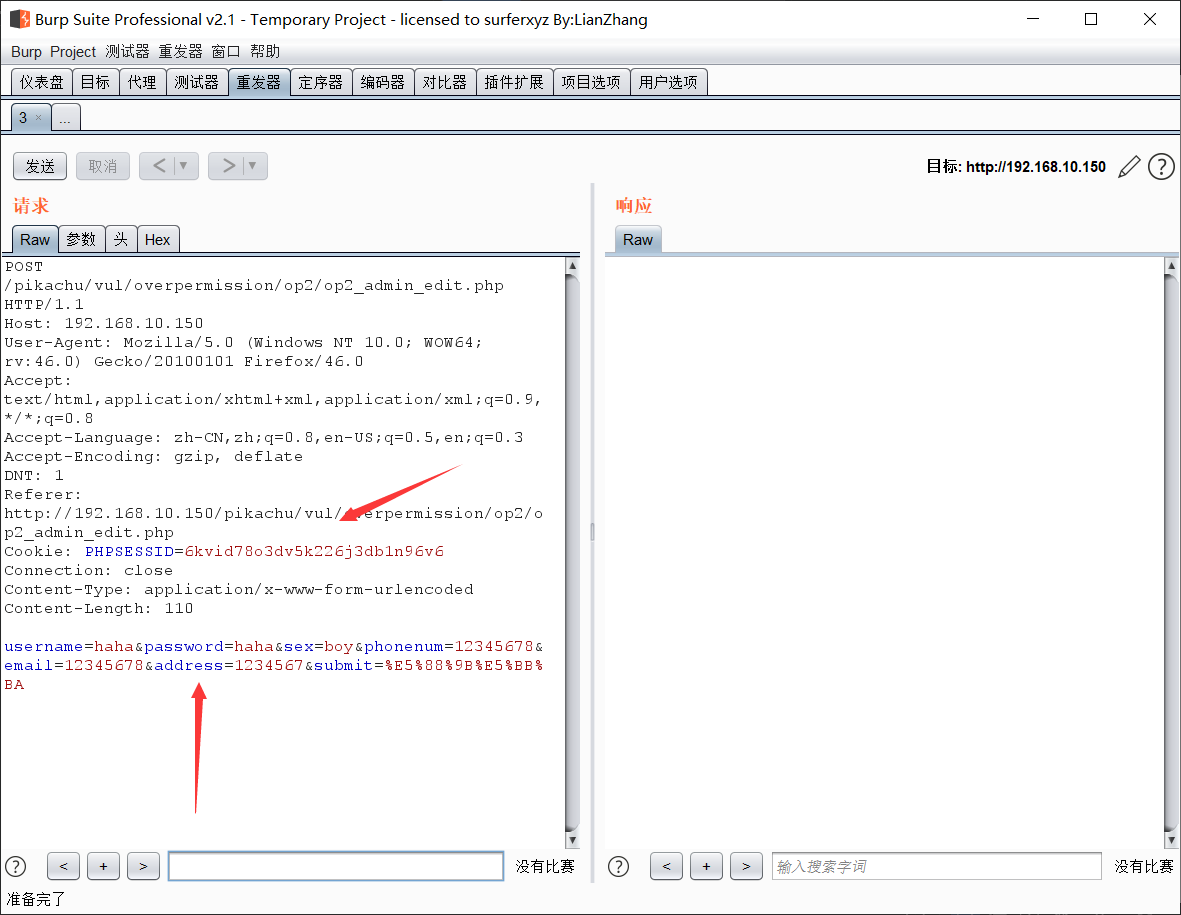 Burp Suite Professional v2.1 - Temporary Project - licensed to surferxyz By:LianZhang
Burp Project 测试器 重发器 窗口 帮助
仪表盘 目标 代理 测试器 重发器 定序器 编码器 对比器 插件扩展 项目选项 用户选项
3 × ...
发送 取消 < ▼ > ▼ 目标: http://192.168.10.150 ?
请求
Raw 参数 头 Hex
POST
/pikachu/vul/overpermission/op2/op2_admin_edit.php
HTTP/1.1
Host: 192.168.10.150
User-Agent: Mozilla/5.0 (Windows NT 10.0; WOW64;
rv:46.0) Gecko/20100101 Firefox/46.0
Accept:
text/html,application/xhtml+xml,application/xml;q=0.9,
*/*;q=0.8
Accept-Language: zh-CN,zh;q=0.8,en-US;q=0.5,en;q=0.3
Accept-Encoding: gzip, deflate
DNT: 1
Referer:
http://192.168.10.150/pikachu/vul/overpermission/op2/o
p2_admin_edit.php
Cookie: PHPSESSID=6kvid78o3dv5k226j3db1n96v6
Connection: close
Content-Type: application/x-www-form-urlencoded
Content-Length: 110
username=haha&password=haha&sex=boy&phonenum=12345678&
email=12345678&address=1234567&submit=%E5%88%9B%E5%BB%
BA
? < + > 没有比赛
响应
Raw
? < + > 输入搜索字词 没有比赛
准备完了